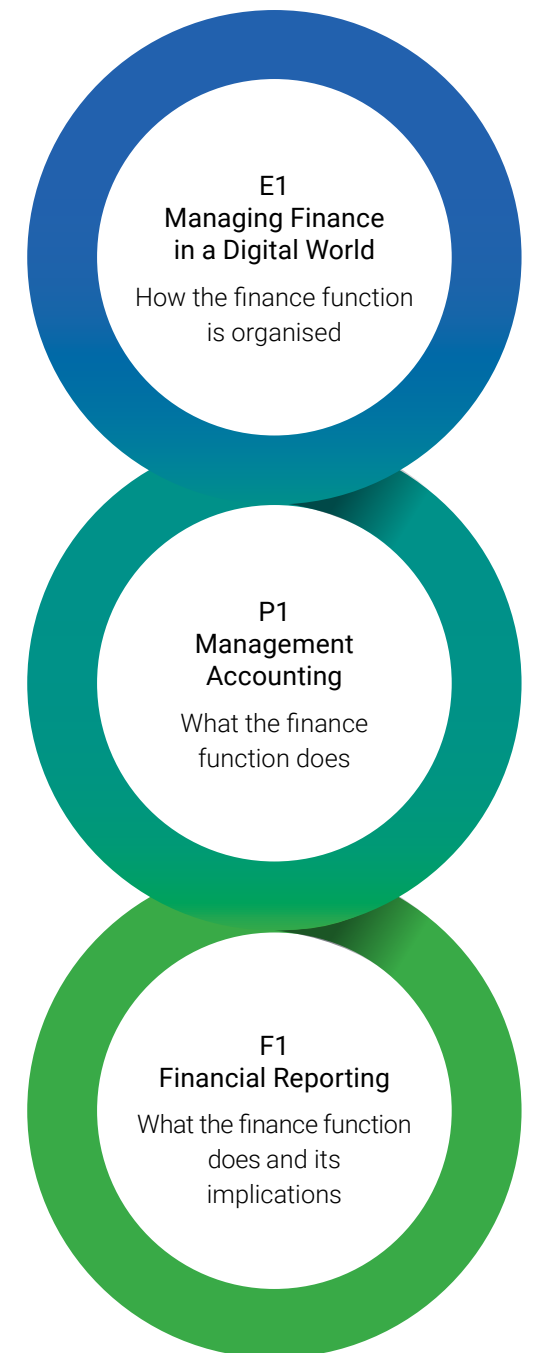 E1
Managing Finance
in a Digital World
How the finance function
is organised
P1
Management
Accounting
What the finance
function does
F1
Financial Reporting
What the finance function
does and its
implications